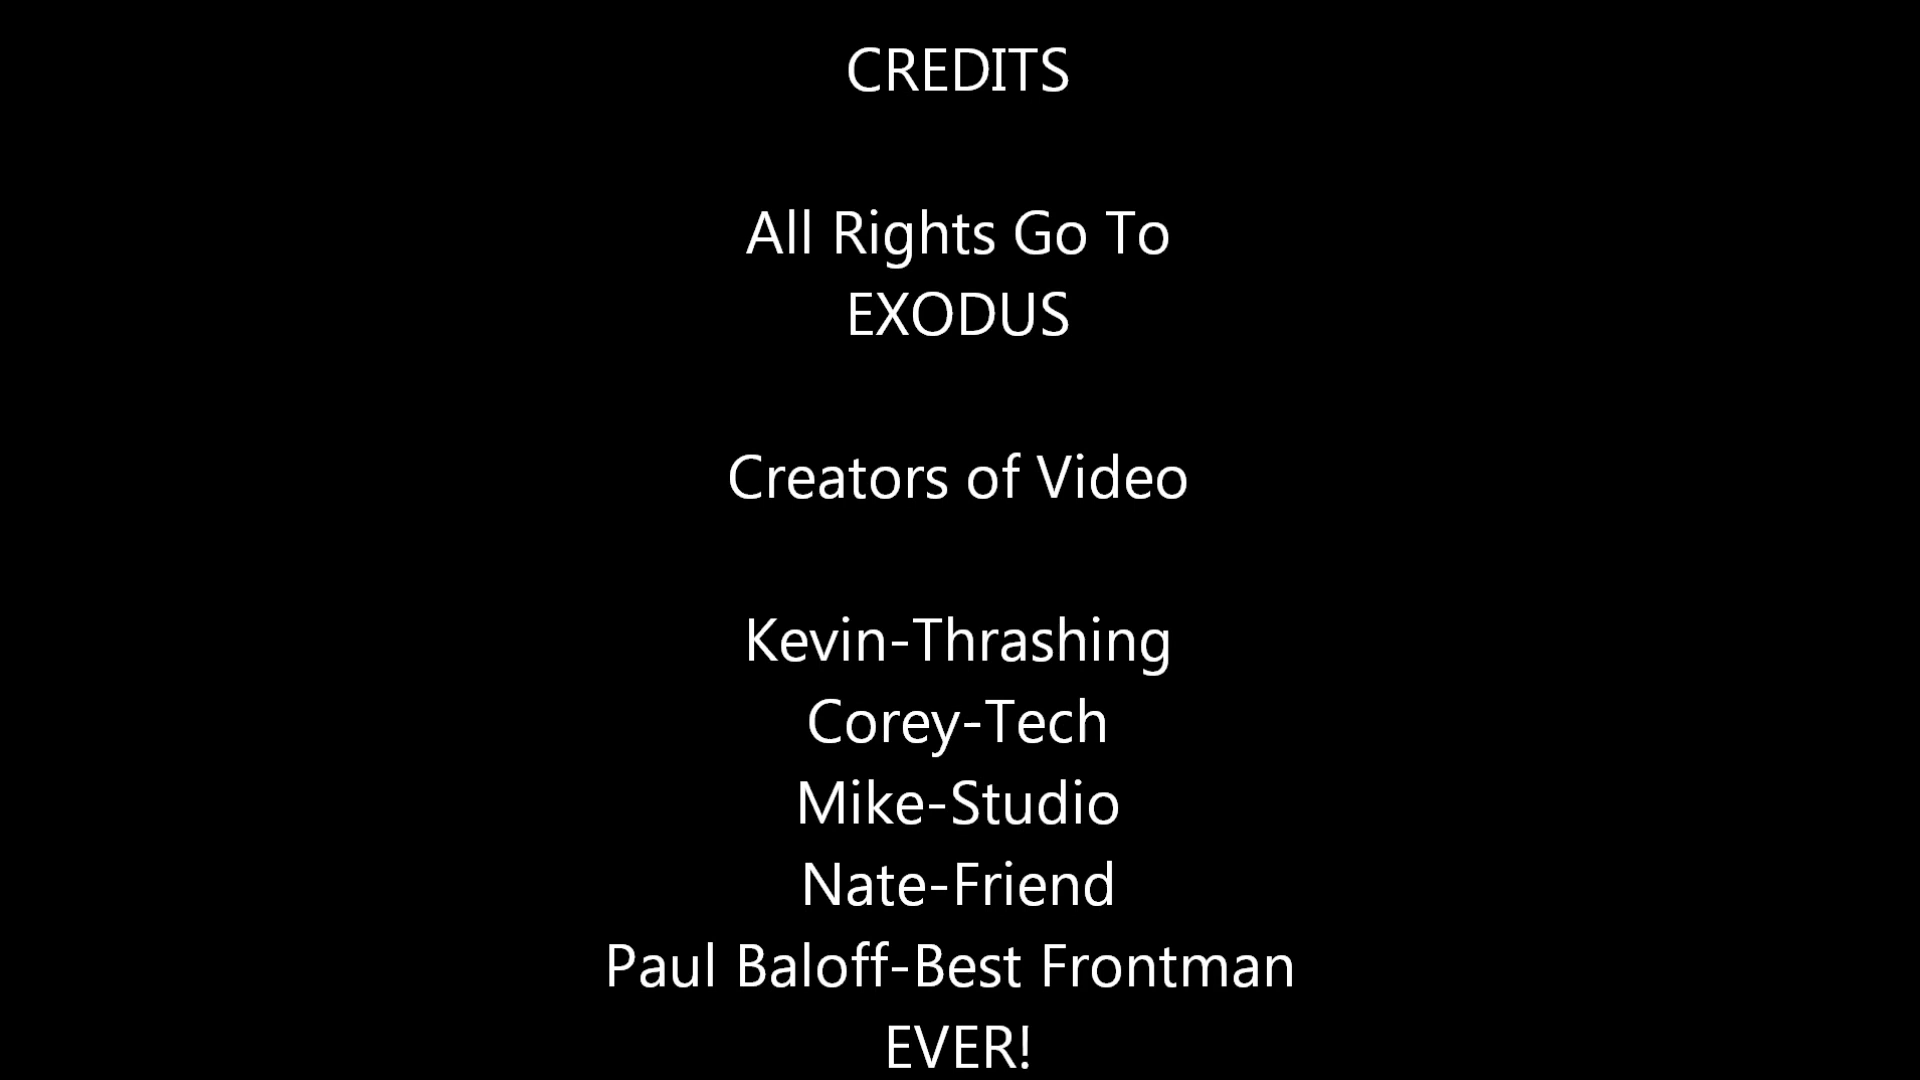 CREDITS
All Rights Go To
EXODUS
Creators of Video
Kevin-Thrashing
Corey-Tech
Mike-Studio
Nate-Friend
Paul Baloff-Best Frontman
EVER!